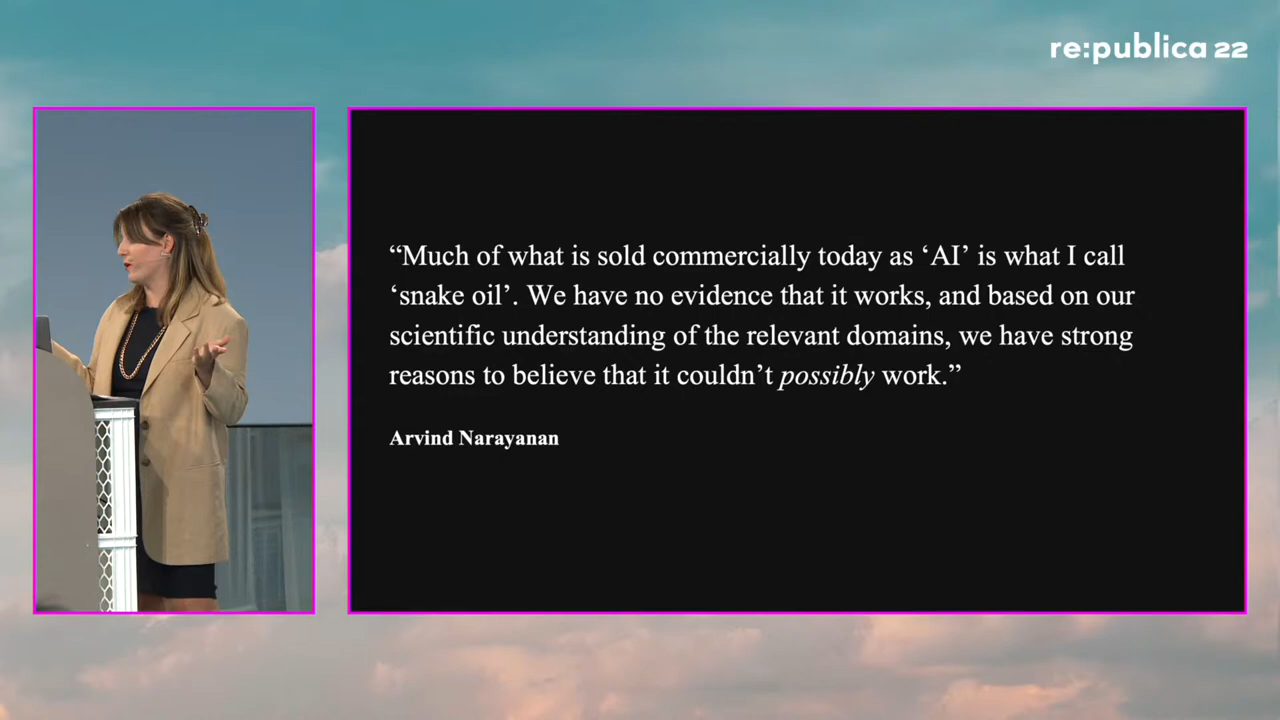 re:publica 22
“Much of what is sold commercially today as ‘AI’ is what I call
‘snake oil’. We have no evidence that it works, and based on our
scientific understanding of the relevant domains, we have strong
reasons to believe that it couldn’t possibly work.”
Arvind Narayanan